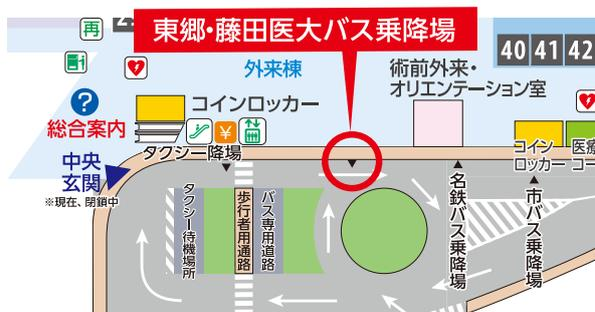 東郷・藤田医大バス乗降場
再
40 41 42
外来棟
術前外来・
オリエンテーション室
?
総合案内
コインロッカー
¥
コイン
ロッカー
医療
コー
タクシー降場
中央
玄関
※現在、閉鎖中
タクシー待機場所
歩行者用通路
バス専用道路
名鉄バス乗降場
市バス乗降場